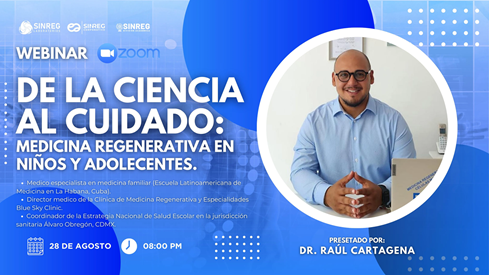 SINREG SINREG SINREG
WEBINAR zoom
DE LA CIENCIA
AL CUIDADO:
MEDICINA REGENERATIVA EN
NIÑOS Y ADOLECENTES.
• Medico especialista en medicina familiar (Escuela Latinoamericana de
Medicina en La Habana, Cuba).
• Director medico de la Clinica de Medicina Regenerativa y Especialidades
Blue Sky Clinic.
• Coordinador de la Estrategia Nacional de Salud Escolar en la jurisdicción
sanitaria Álvaro Obregón, CDMX.
28 DE AGOSTO 08:00 PM
PRESETADO POR:
DR. RAÚL CARTAGENA